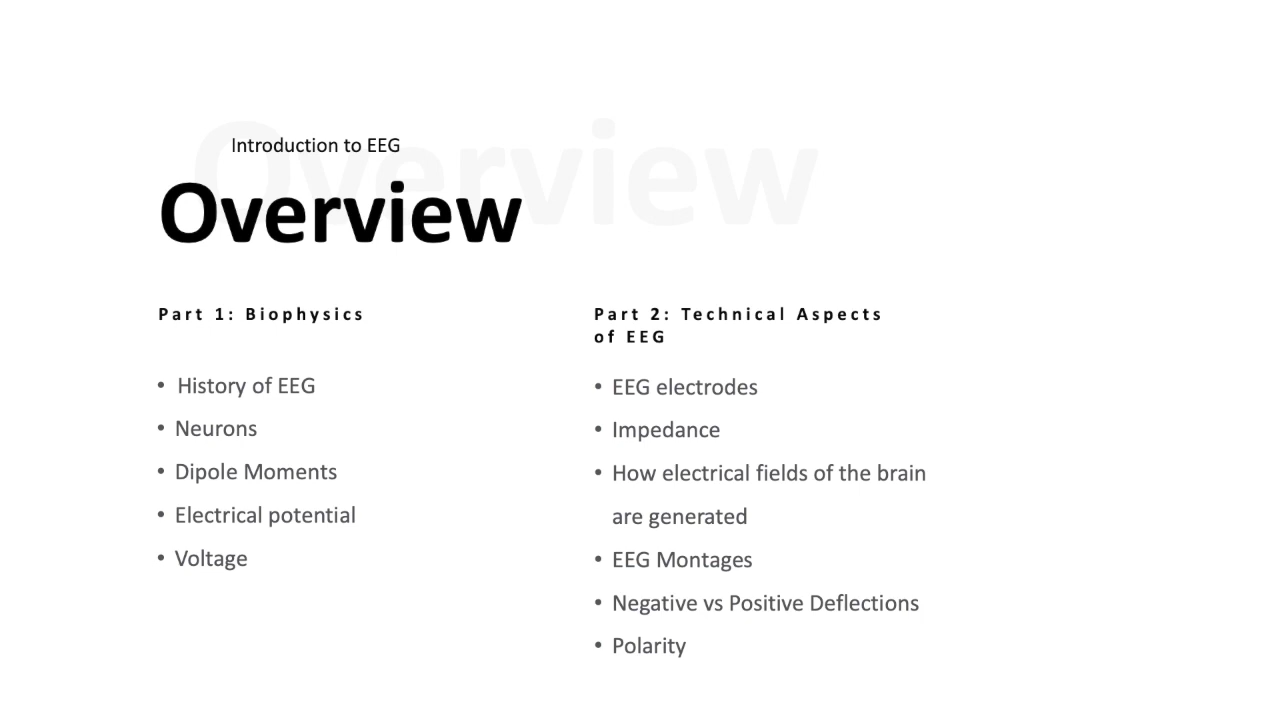 Introduction to EEG
Overview
Overview
Part 1: Biophysics
• History of EEG
• Neurons
• Dipole Moments
• Electrical potential
• Voltage
Part 2: Technical Aspects
of EEG
• EEG electrodes
• Impedance
• How electrical fields of the brain
are generated
• EEG Montages
• Negative vs Positive Deflections
• Polarity